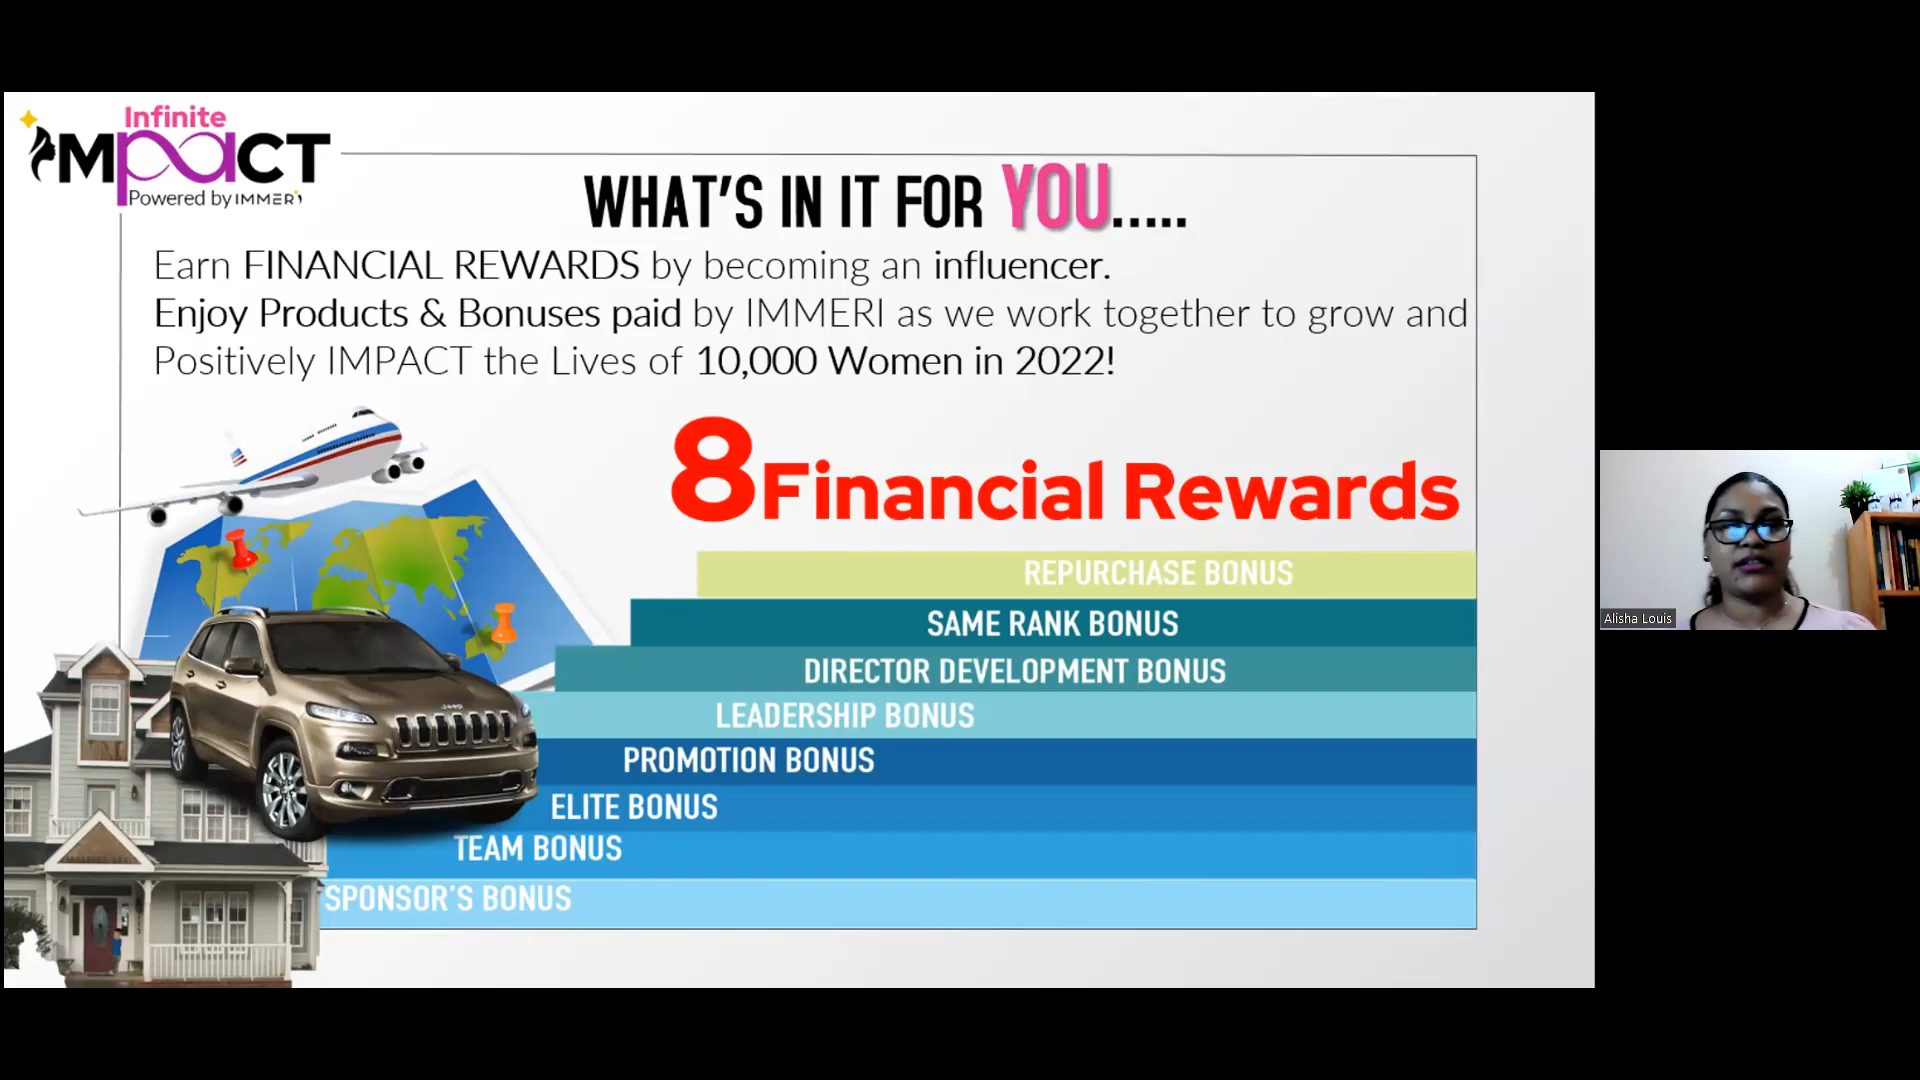 Infinite
iMPACT
Powered by IMMERI
WHAT'S IN IT FOR YOU.....
Earn FINANCIAL REWARDS by becoming an influencer.
Enjoy Products & Bonuses paid by IMMERI as we work together to grow and
Positively IMPACT the Lives of 10,000 Women in 2022!
8 Financial Rewards
REPURCHASE BONUS
SAME RANK BONUS
DIRECTOR DEVELOPMENT BONUS
LEADERSHIP BONUS
PROMOTION BONUS
ELITE BONUS
TEAM BONUS
SPONSOR'S BONUS
Jeep
Alisha Louis